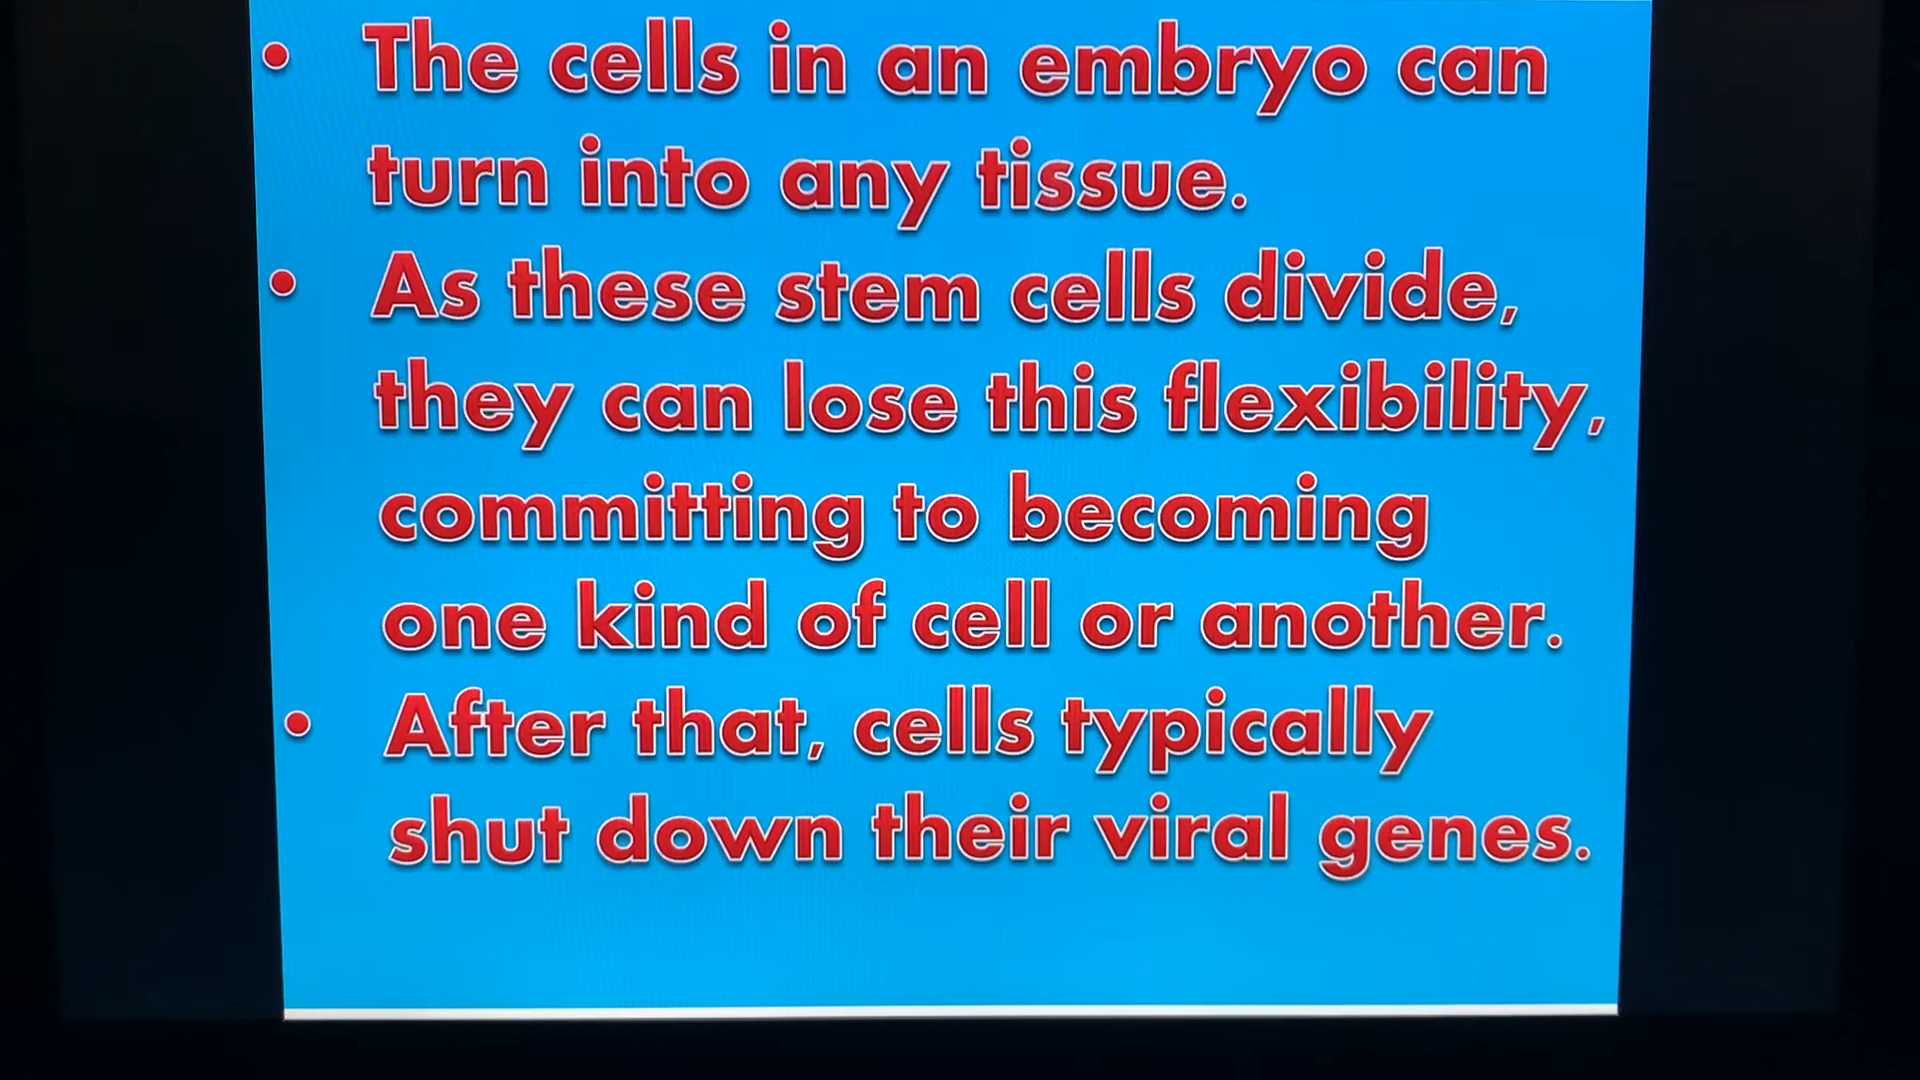 • The cells in an embryo can
turn into any tissue.
• As these stem cells divide,
they can lose this flexibility,
committing to becoming
one kind of cell or another.
• After that, cells typically
shut down their viral genes.